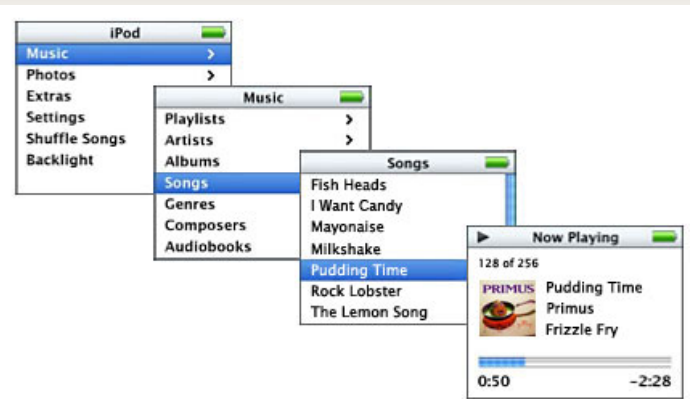 iPod
Music >
Photos >
Extras
Settings
Shuffle Songs
Backlight
Music
Playlists >
Artists >
Albums
Songs
Genres
Composers
Audiobooks
Songs
Fish Heads
I Want Candy
Mayonaise
Milkshake
Pudding Time
Rock Lobster
The Lemon Song
Now Playing
128 of 256
PRIMUS
Pudding Time
Primus
Frizzle Fry
0:50 -2:28